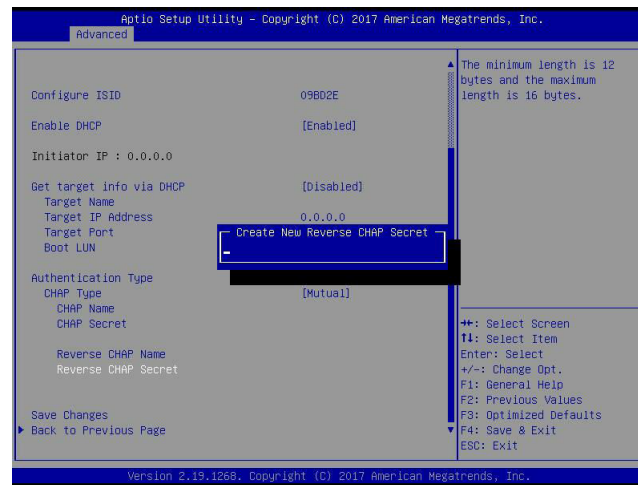 Aptio Setup Utility – Copyright (C) 2017 American Megatrends, Inc.
Advanced
Configure ISID 09BD2E
Enable DHCP [Enabled]
Initiator IP : 0.0.0.0
Get target info via DHCP [Disabled]
Target Name
Target IP Address 0.0.0.0
Target Port
Boot LUN
Create New Reverse CHAP Secret
Authentication Type
CHAP Type [Mutual]
CHAP Name
CHAP Secret
Reverse CHAP Name
Reverse CHAP Secret
Save Changes
Back to Previous Page
The minimum length is 12
bytes and the maximum
length is 16 bytes.
→←: Select Screen
↑↓: Select Item
Enter: Select
+/-: Change Opt.
F1: General Help
F2: Previous Values
F3: Optimized Defaults
F4: Save & Exit
ESC: Exit
Version 2.19.1268. Copyright (C) 2017 American Megatrends, Inc.